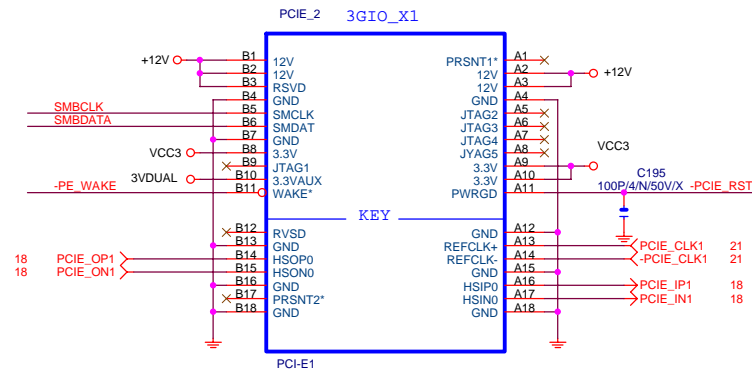 PCIE_2 3GIO_X1
+12V B1 12V PRSNT1* A1
B2 12V 12V A2 +12V
B3 RSVD 12V A3
B4 GND GND A4
SMBCLK B5 SMCLK JTAG2 A5
SMBDATA B6 SMDAT JTAG3 A6
B7 GND JTAG4 A7
VCC3 B8 3.3V JYAG5 A8 VCC3
B9 JTAG1 3.3V A9 C195
3VDUAL B10 3.3VAUX 3.3V A10 100P/4/N/50V/X
-PE_WAKE B11 WAKE* PWRGD A11 -PCIE_RST
KEY
B12 RVSD GND A12
B13 GND REFCLK+ A13 PCIE_CLK1 21
18 PCIE_OP1 B14 HSOP0 REFCLK- A14 -PCIE_CLK1 21
18 PCIE_ON1 B15 HSON0 GND A15
B16 GND HSIP0 A16 PCIE_IP1 18
B17 PRSNT2* HSIN0 A17 PCIE_IN1 18
B18 GND GND A18
PCI-E1